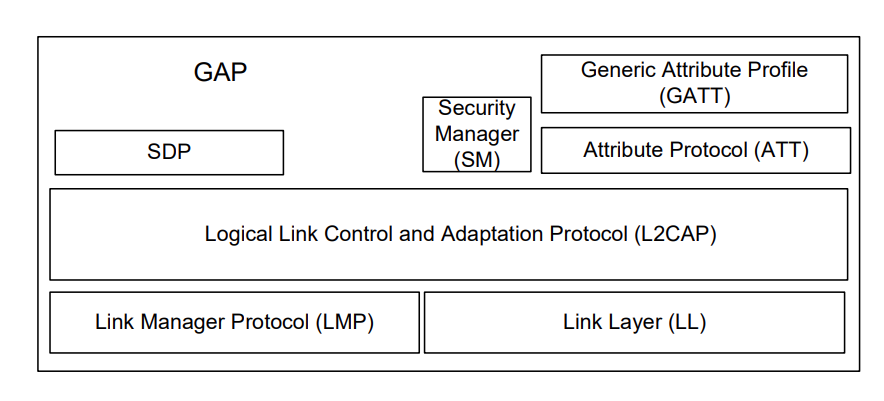 GAP
Generic Attribute Profile
(GATT)
Security
Manager
(SM)
SDP
Attribute Protocol (ATT)
Logical Link Control and Adaptation Protocol (L2CAP)
Link Manager Protocol (LMP)
Link Layer (LL)